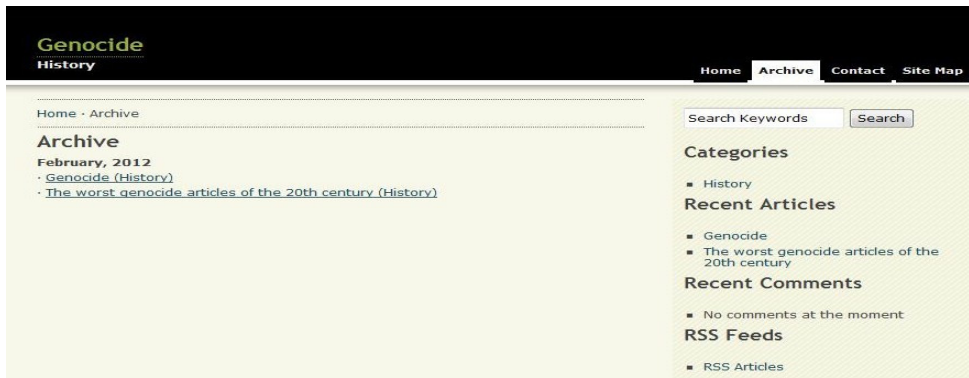 Genocide
History
Home Archive Contact Site Map
Home · Archive
Archive
February, 2012
· Genocide (History)
· The worst genocide articles of the 20th century (History)
Search Keywords Search
Categories
History
Recent Articles
Genocide
The worst genocide articles of the
20th century
Recent Comments
No comments at the moment
RSS Feeds
RSS Articles